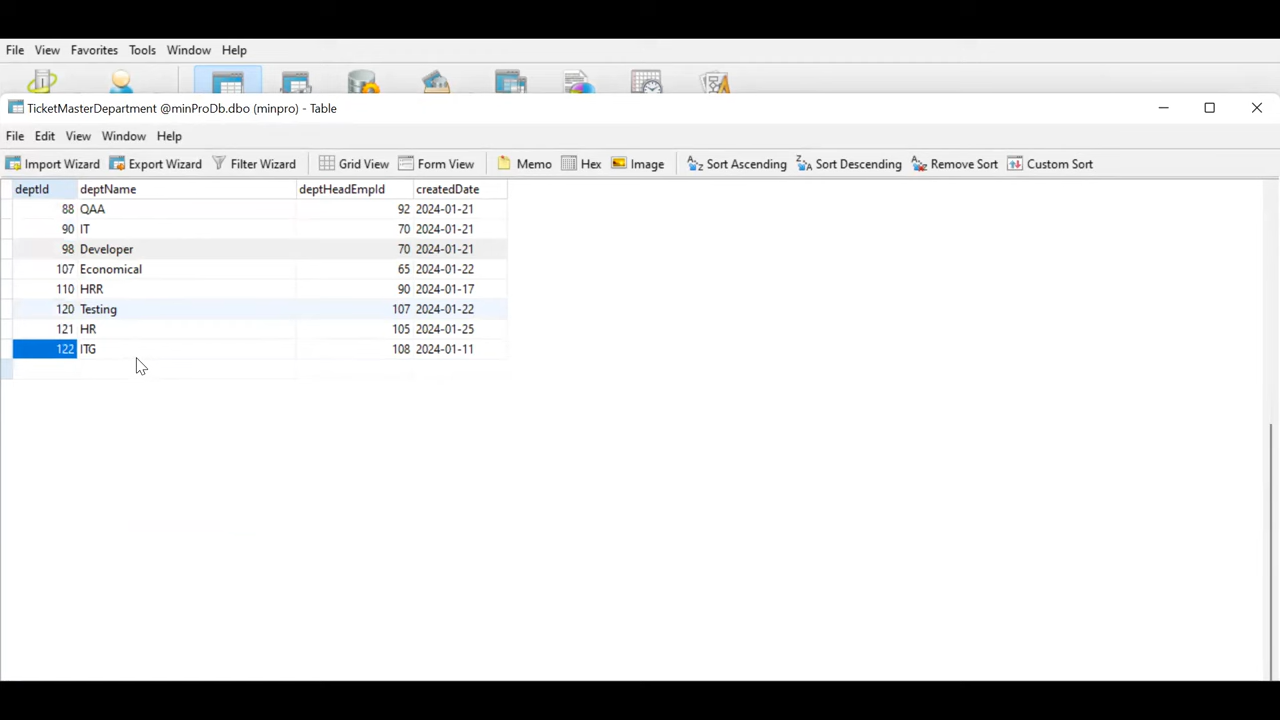 File View Favorites Tools Window Help
TicketMasterDepartment @minProDb.dbo (minpro) - Table
File Edit View Window Help
Import Wizard Export Wizard Filter Wizard Grid View Form View Memo Hex Image Sort Ascending Sort Descending Remove Sort Custom Sort
deptId deptName deptHeadEmpId createdDate
88 QAA 92 2024-01-21
90 IT 70 2024-01-21
98 Developer 70 2024-01-21
107 Economical 65 2024-01-22
110 HRR 90 2024-01-17
120 Testing 107 2024-01-22
121 HR 105 2024-01-25
122 ITG 108 2024-01-11